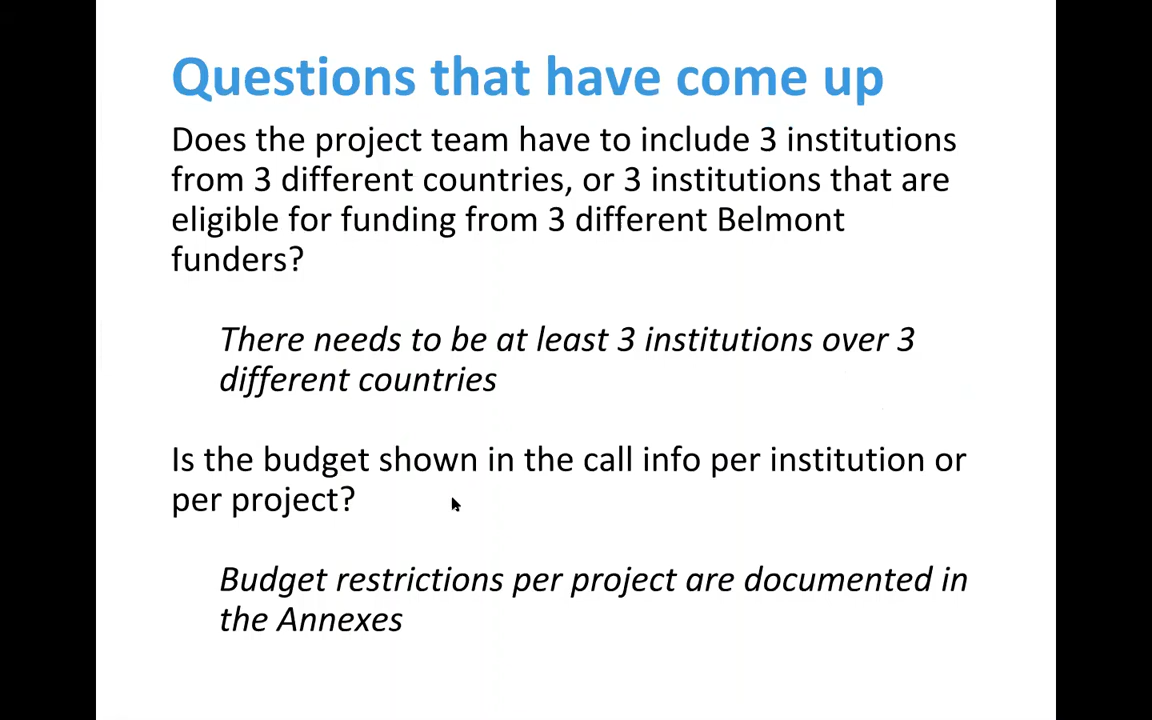 Questions that have come up
Does the project team have to include 3 institutions
from 3 different countries, or 3 institutions that are
eligible for funding from 3 different Belmont
funders?
There needs to be at least 3 institutions over 3
different countries
Is the budget shown in the call info per institution or
per project?
Budget restrictions per project are documented in
the Annexes